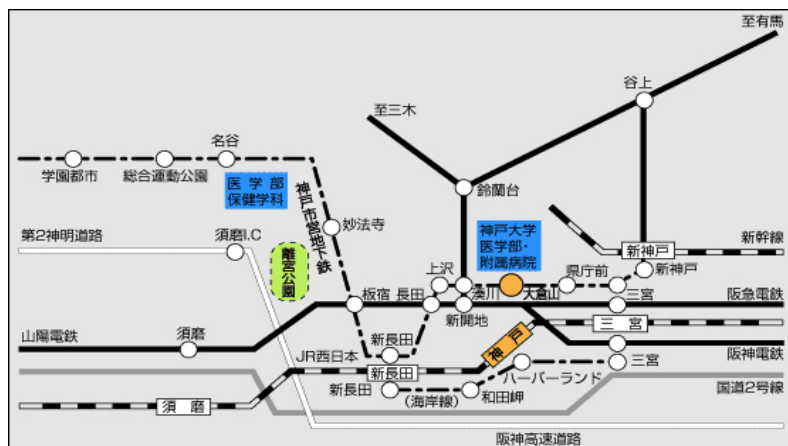 至有馬
谷上
至三木
名谷
学園都市
総合運動公園
医学部
保健学科
鈴蘭台
神戸市営地下鉄
妙法寺
神戸大学
医学部・
附属病院
第2神明道路
須磨I.C
離宮公園
新幹線
新神戸
新神戸
県庁前
上沢
板宿
長田
湊川
大倉山
三宮
阪急電鉄
新開地
山陽電鉄
須磨
新長田
神戸
三宮
JR西日本
新長田
阪神電鉄
三宮
ハーバーランド
新長田
(海岸線)
和田岬
国道2号線
須磨
阪神高速道路